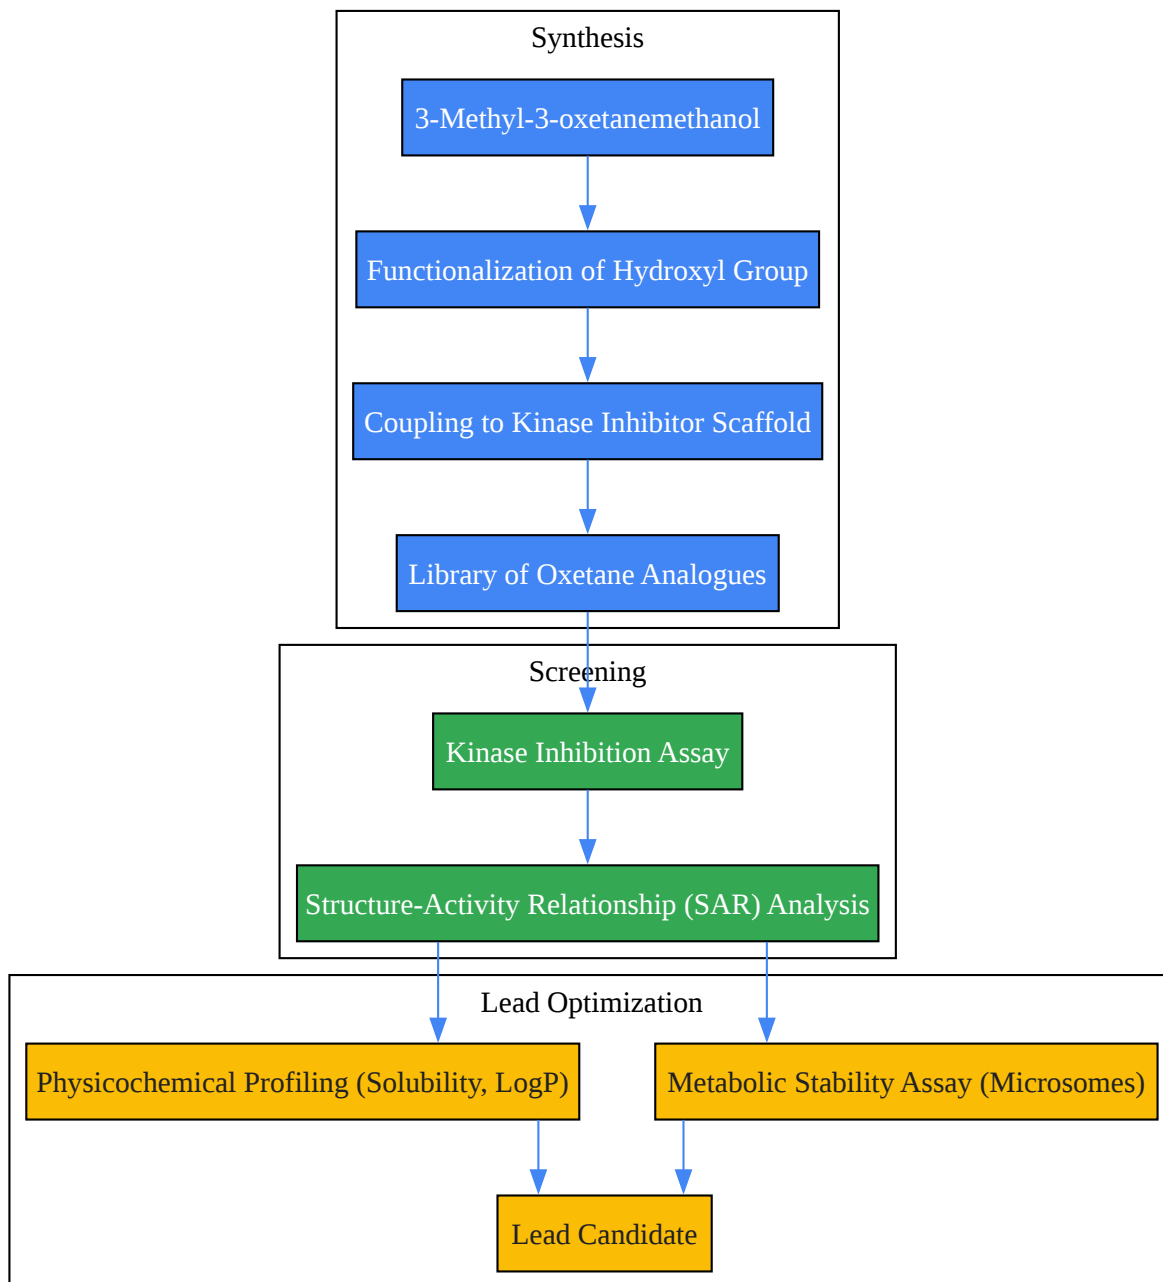 Synthesis
3-Methyl-3-oxetanemethanol
Functionalization of Hydroxyl Group
Coupling to Kinase Inhibitor Scaffold
Library of Oxetane Analogues
Screening
Kinase Inhibition Assay
Structure-Activity Relationship (SAR) Analysis
Lead Optimization
Physicochemical Profiling (Solubility, LogP)
Metabolic Stability Assay (Microsomes)
Lead Candidate